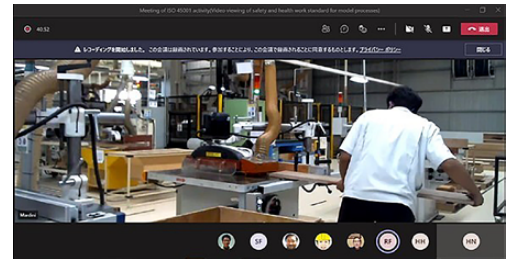 Meeting of ISO 45001 activity(Video-viewing of safety and health work standard for model processes)
40:52
退出
レコーディングを開始しました。 この会議は録画されています。参加することにより、この会議で録画されることに同意するものとします。プライバシー ポリシー
閉じる
Mardini
SF
RF
HH
HN